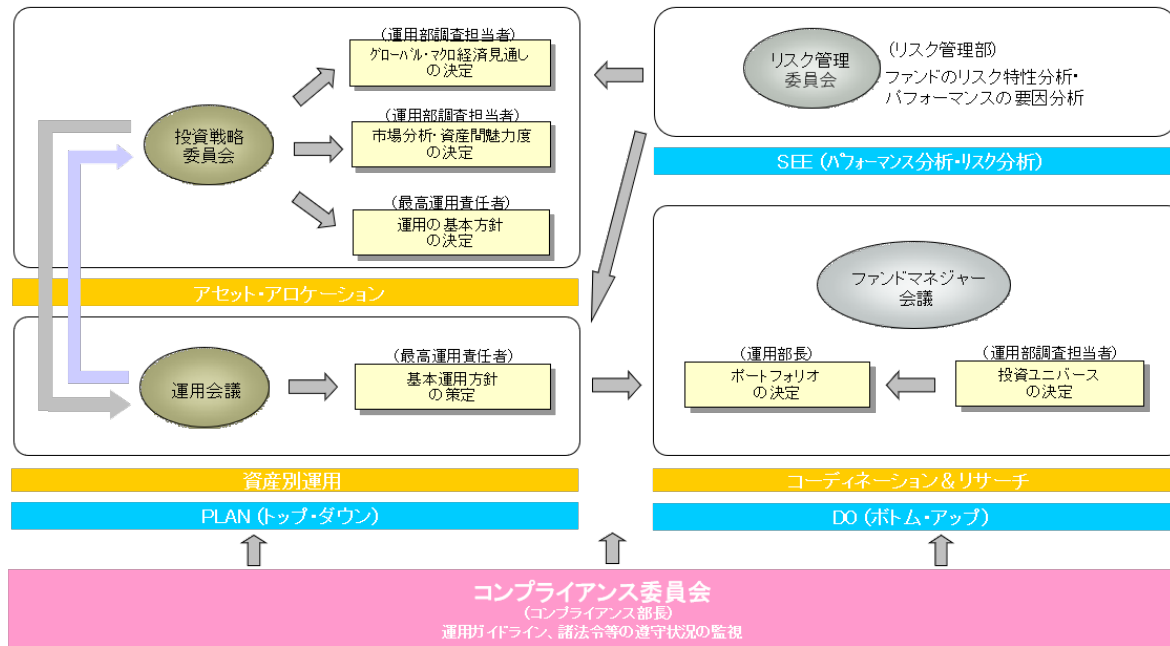 (運用部調査担当者)
グローバル・マクロ経済見通し
の決定
投資戦略
委員会
(運用部調査担当者)
市場分析・資産間魅力度
の決定
(最高運用責任者)
運用の基本方針
の決定
アセット・アロケーション
運用会議
(最高運用責任者)
基本運用方針
の策定
資産別運用
PLAN (トップ・ダウン)
リスク管理
委員会
(リスク管理部)
ファンドのリスク特性分析・
パフォーマンスの要因分析
SEE (パフォーマンス分析・リスク分析)
ファンドマネジャー
会議
(運用部長)
ポートフォリオ
の決定
(運用部調査担当者)
投資ユニバース
の決定
コーディネーション＆リサーチ
DO (ボトム・アップ)
コンプライアンス委員会
(コンプライアンス部長)
運用ガイドライン、諸法令等の遵守状況の監視